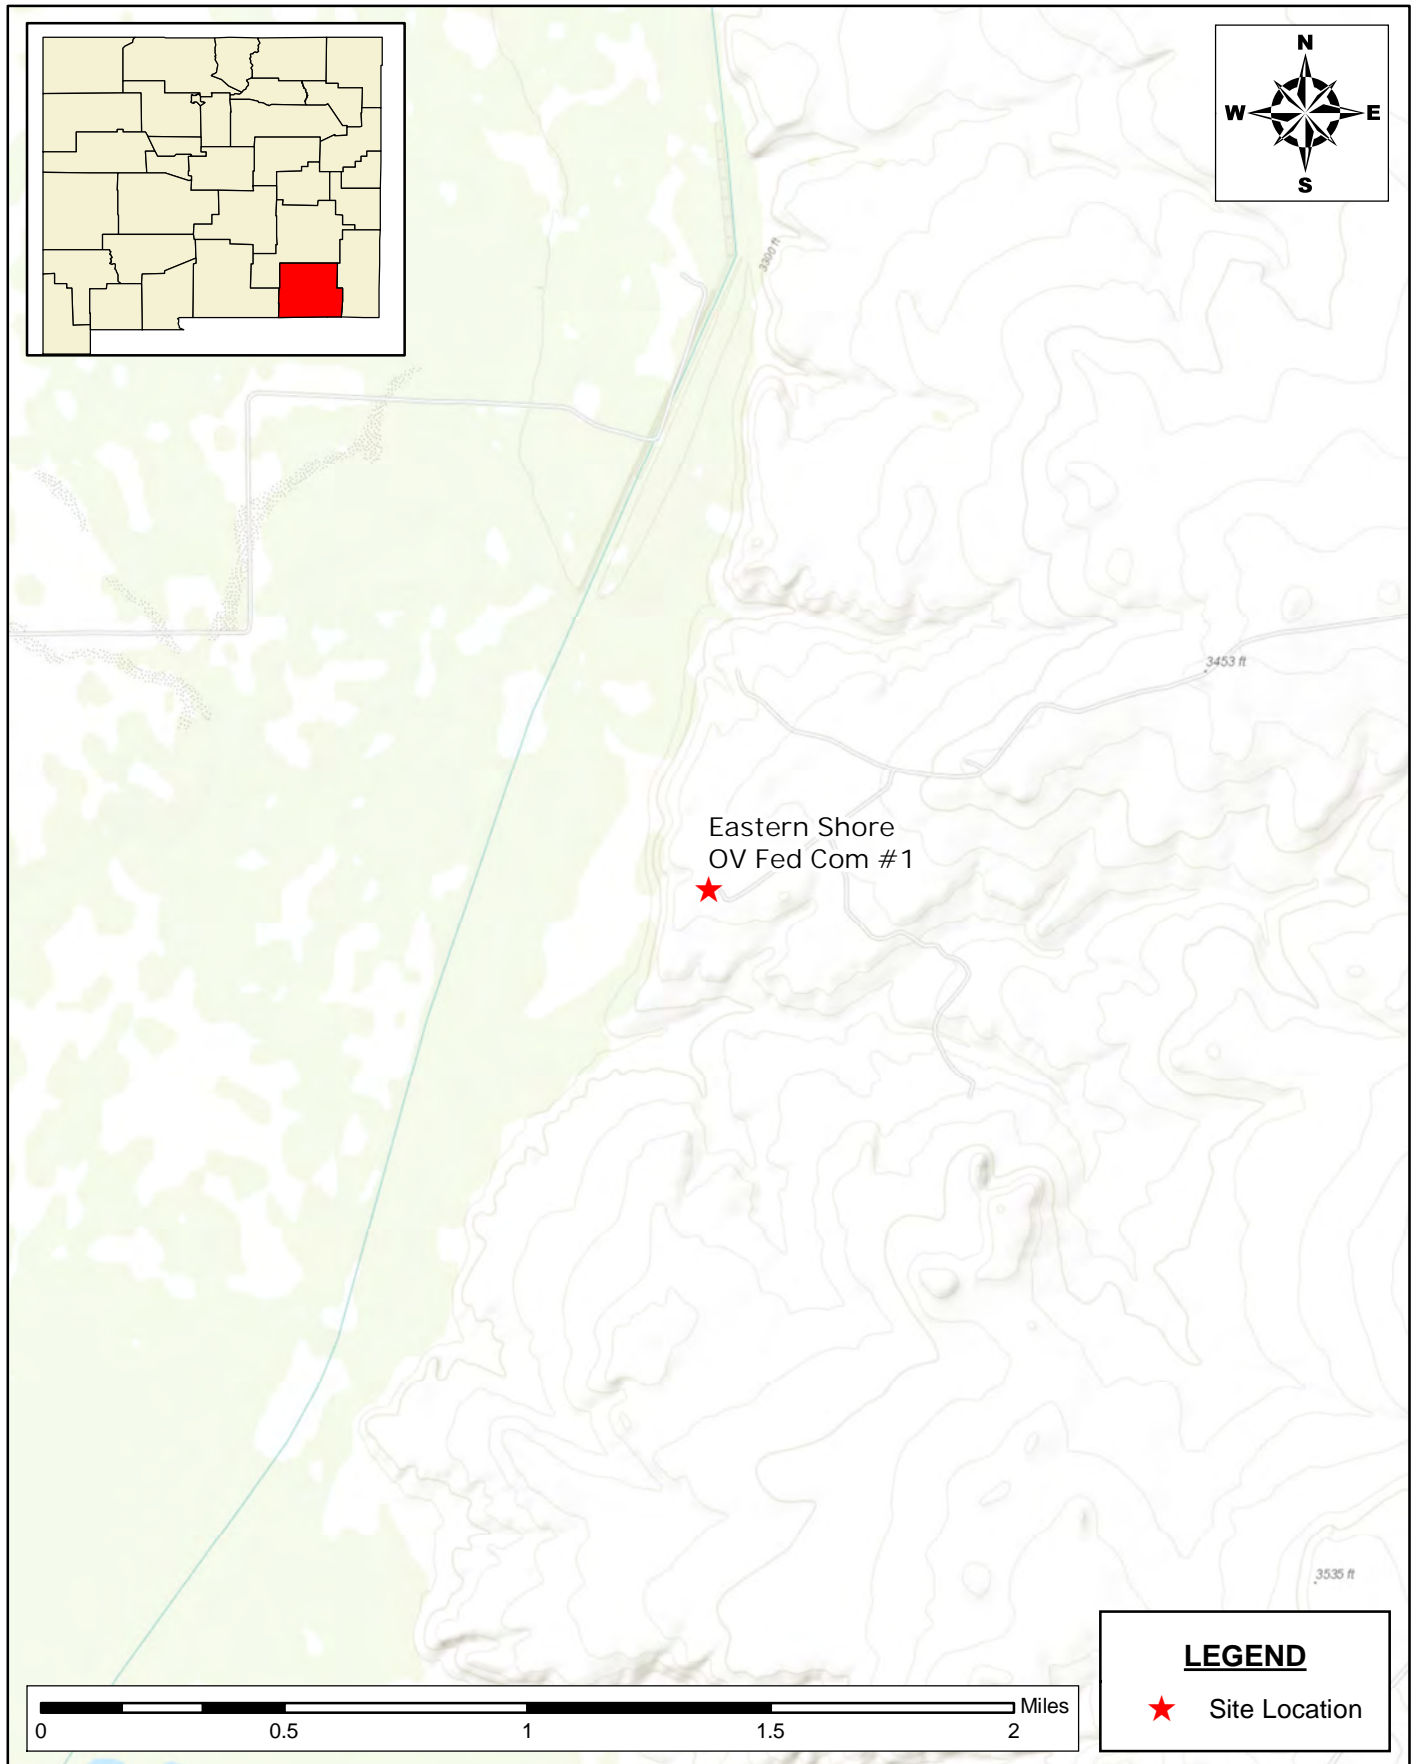 N
W E
S
3300 ft
3453 ft
Eastern Shore
OV Fed Com #1
3535 ft
LEGEND
Site Location
Miles
0 0.5 1 1.5 2